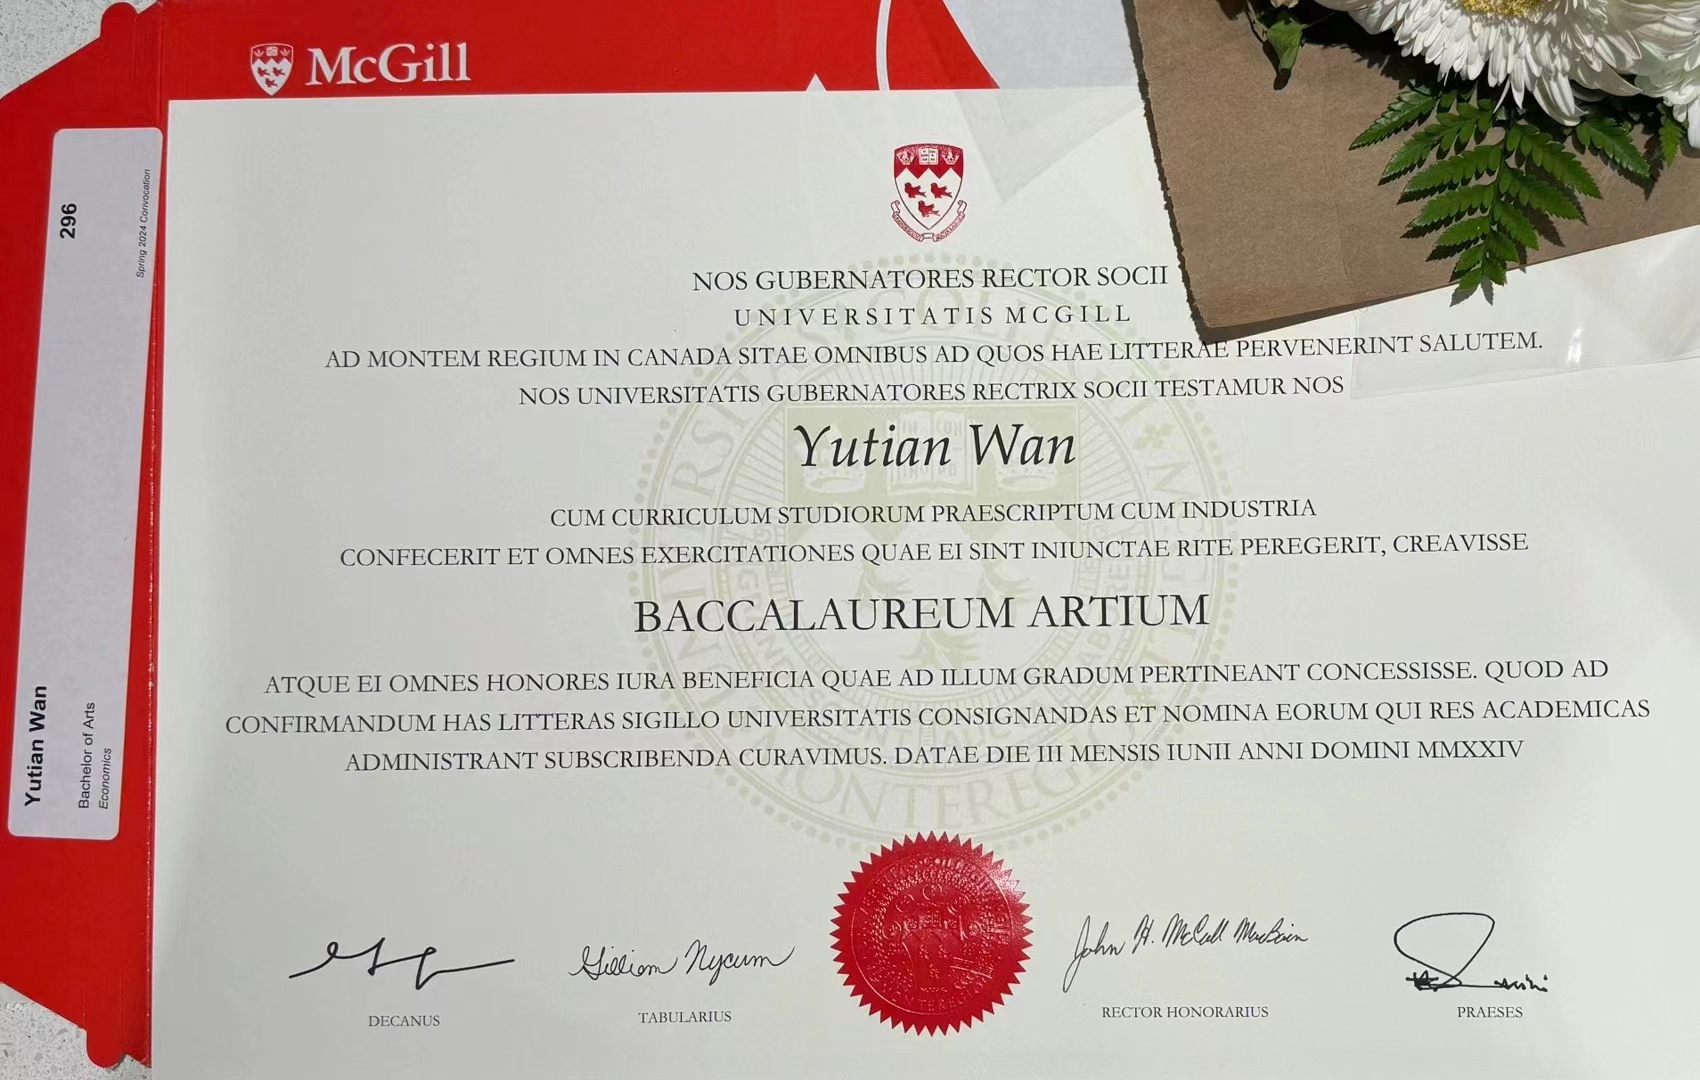 McGill
296
Spring 2024 Convocation
Yutian Wan
Bachelor of Arts
Economics
NOS GUBERNATORES RECTOR SOCII
UNIVERSITATIS MCGILL
AD MONTEM REGIUM IN CANADA SITAE OMNIBUS AD QUOS HAE LITTERAE PERVENERINT SALUTEM.
NOS UNIVERSITATIS GUBERNATORES RECTRIX SOCII TESTAMUR NOS
Yutian Wan
CUM CURRICULUM STUDIORUM PRAESCRIPTUM CUM INDUSTRIA
CONFECERIT ET OMNES EXERCITATIONES QUAE EI SINT INIUNCTAE RITE PEREGERIT, CREAVISSE
BACCALAUREUM ARTIUM
ATQUE EI OMNES HONORES IURA BENEFICIA QUAE AD ILLUM GRADUM PERTINEANT CONCESSISSE. QUOD AD
CONFIRMANDUM HAS LITTERAS SIGILLO UNIVERSITATIS CONSIGNANDAS ET NOMINA EORUM QUI RES ACADEMICAS
ADMINISTRANT SUBSCRIBENDA CURAVIMUS. DATAE DIE III MENSIS IUNII ANNI DOMINI MMXXIV
Gillian Nycum
John H. McCall MacBain
DECANUS
TABULARIUS
RECTOR HONORARIUS
PRAESES